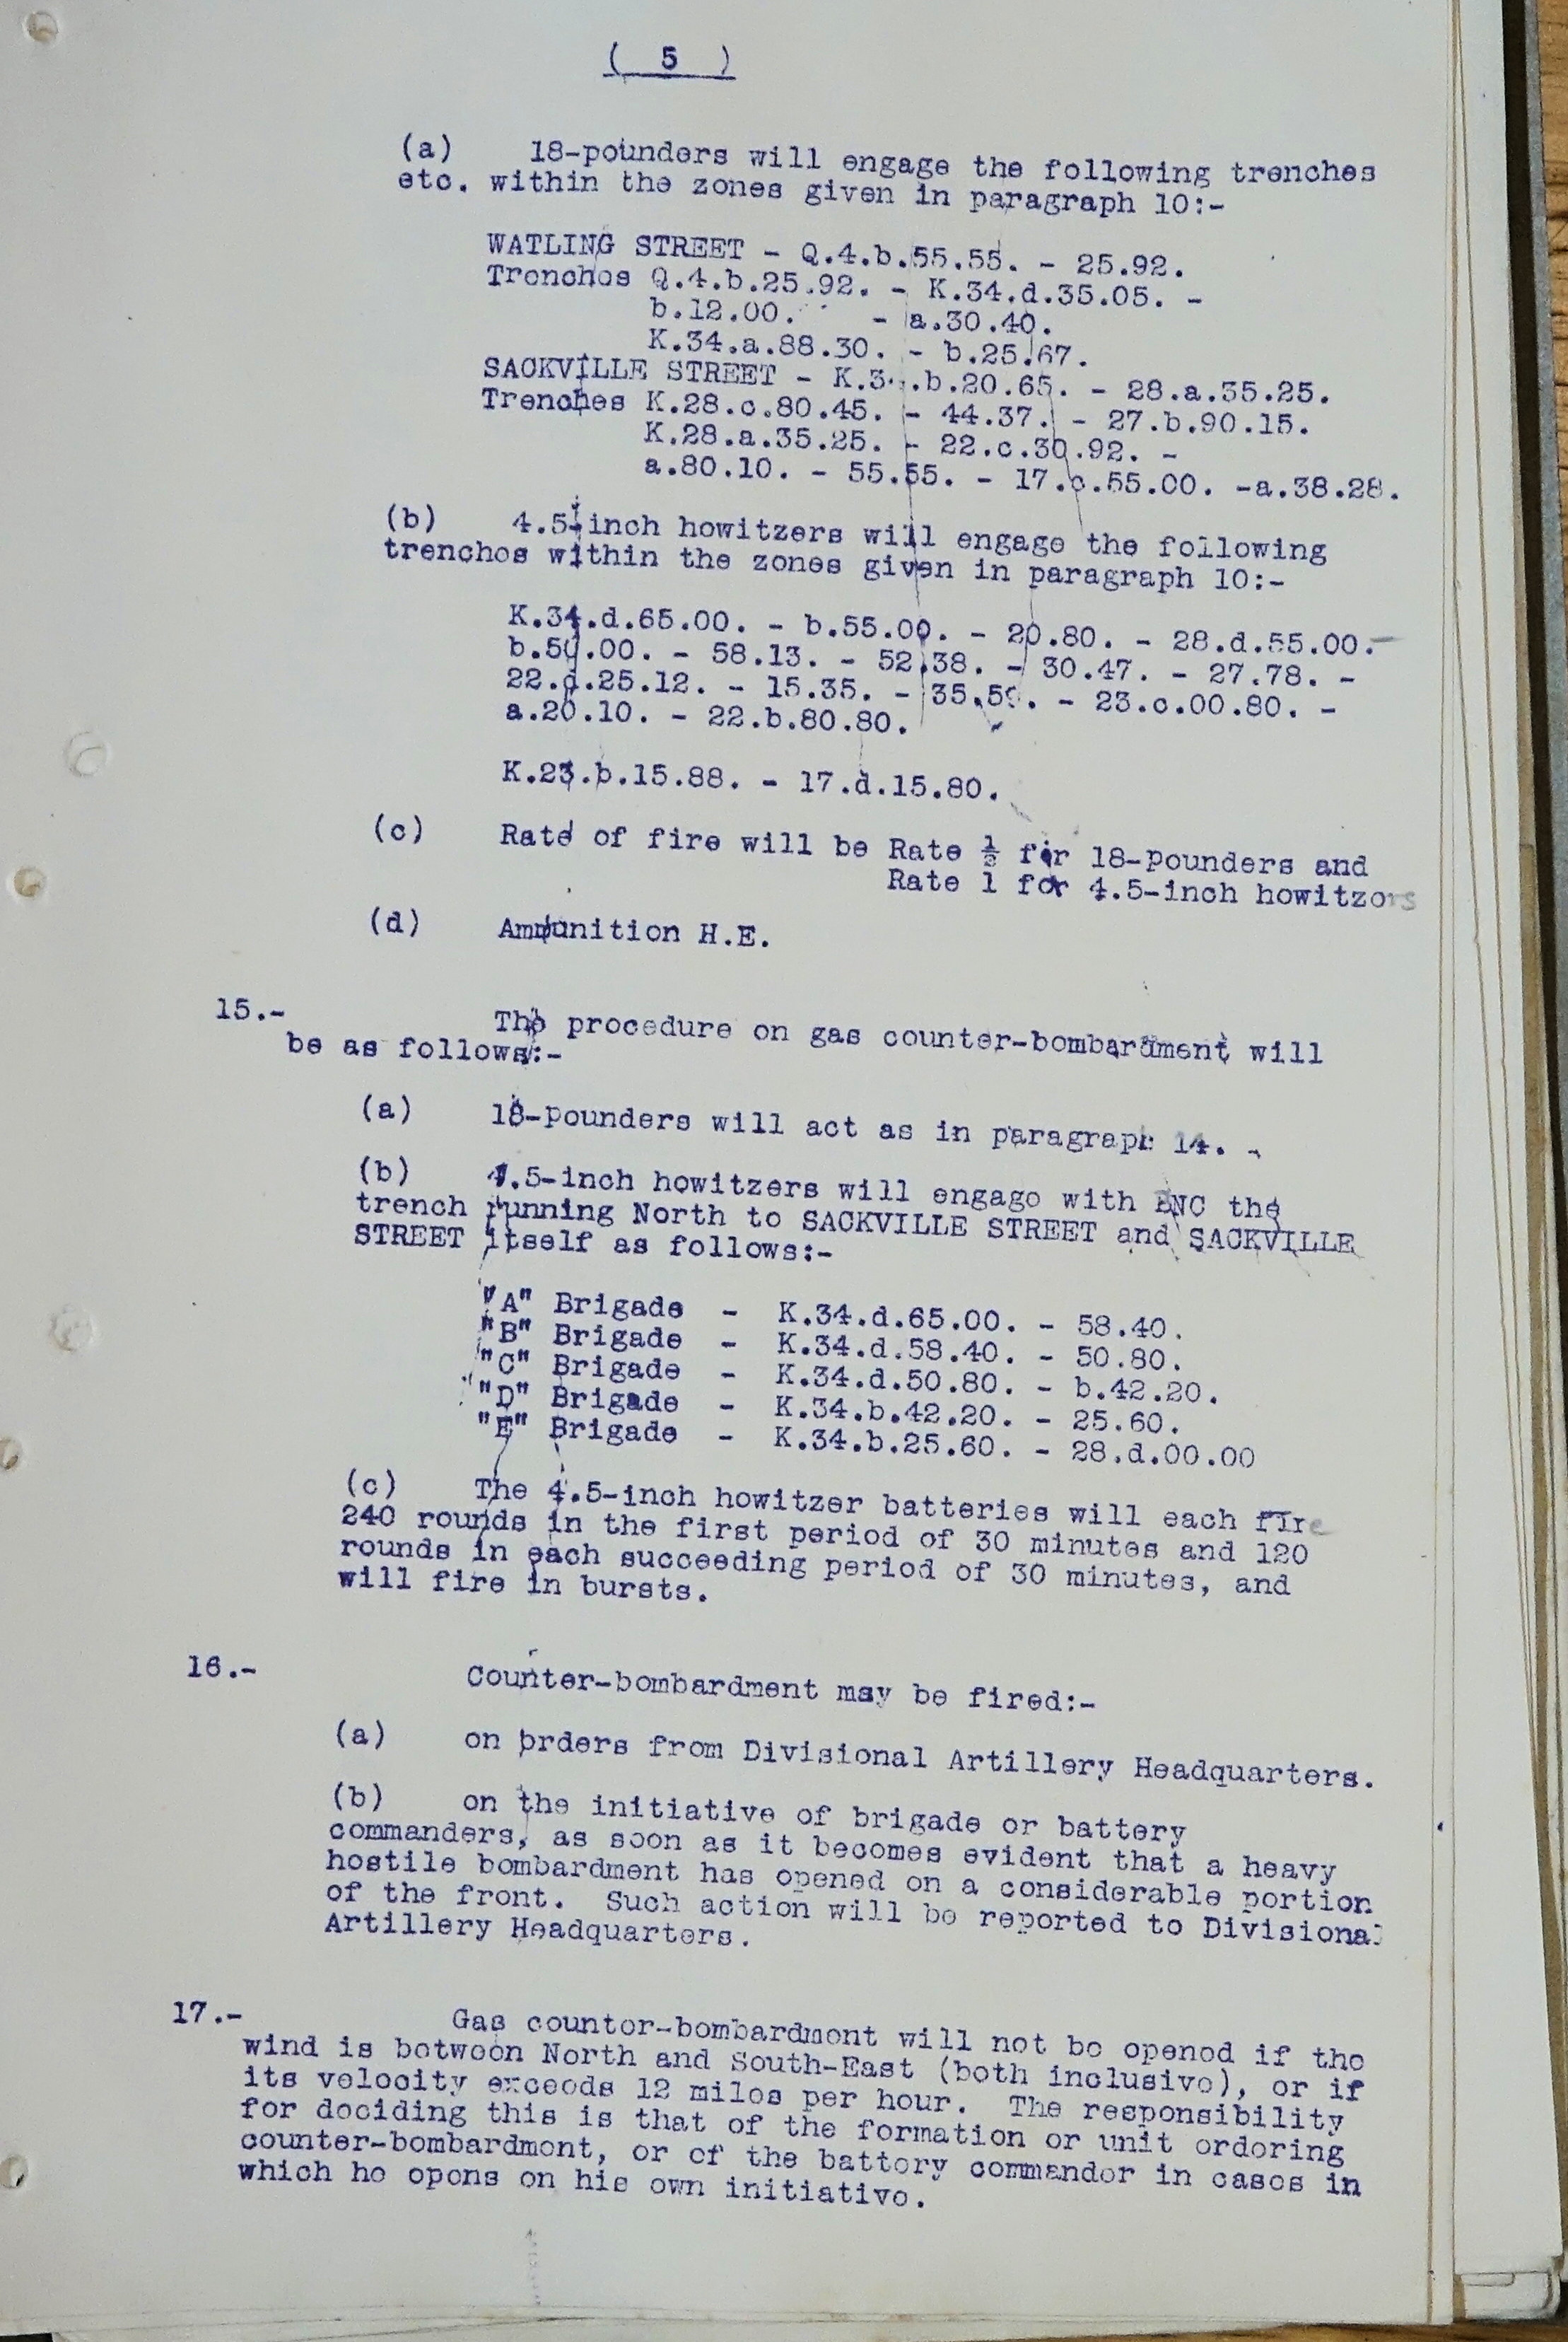 ( 5 )
(a) 18-pounders will engage the following trenches
etc. within the zones given in paragraph 10:-
WATLING STREET - Q.4.b.55.55. - 25.92.
Trenches Q.4.b.25.92. - K.34.d.35.05. -
b.12.00. - a.30.40.
K.34.a.88.30. - b.25.67.
SACKVILLE STREET - .b.20.65. - 28.a.35.25.
Trenches K.28.c.80.45. - 44.37. - 27.b.90.15.
K.28.a.35.25. - 22.c.30.92. -
a.80.10. - 55.55. - 17.c.55.00. -a.38.28.
(b) 4.5-inch howitzers will engage the following
trenches within the zones given in paragraph 10:-
K.34.d.65.00. - b.55.00. - 20.80. - 28.d.55.00.-
b.50.00. - 58.13. - 52.38. - 30.47. - 27.78. -
22.d.25.12. - 15.35. - 35.59. - 23.c.00.80. -
a.20.10. - 22.b.80.80.
K.23.b.15.88. - 17.d.15.80.
(c) Rate of fire will be Rate ½ for 18-pounders and
Rate 1 for 4.5-inch howitzers
(d) Ammunition H.E.
15.- The procedure on gas counter-bombardment will
be as follows:-
(a) 18-pounders will act as in paragraph 14.
(b) 4.5-inch howitzers will engage with BNC the
trench running North to SACKVILLE STREET and SACKVILLE
STREET itself as follows:-
"A" Brigade - K.34.d.65.00. - 58.40.
"B" Brigade - K.34.d.58.40. - 50.80.
"C" Brigade - K.34.d.50.80. - b.42.20.
"D" Brigade - K.34.b.42.20. - 25.60.
"E" Brigade - K.34.b.25.60. - 28.d.00.00
(c) The 4.5-inch howitzer batteries will each fire
240 rounds in the first period of 30 minutes and 120
rounds in each succeeding period of 30 minutes, and
will fire in bursts.
16.- Counter-bombardment may be fired:-
(a) on orders from Divisional Artillery Headquarters.
(b) on the initiative of brigade or battery
commanders, as soon as it becomes evident that a heavy
hostile bombardment has opened on a considerable portion
of the front. Such action will be reported to Divisional
Artillery Headquarters.
17.- Gas counter-bombardment will not be opened if the
wind is between North and South-East (both inclusive), or if
its velocity exceeds 12 miles per hour. The responsibility
for deciding this is that of the formation or unit ordering
counter-bombardment, or of the battery commander in cases in
which he opens on his own initiative.